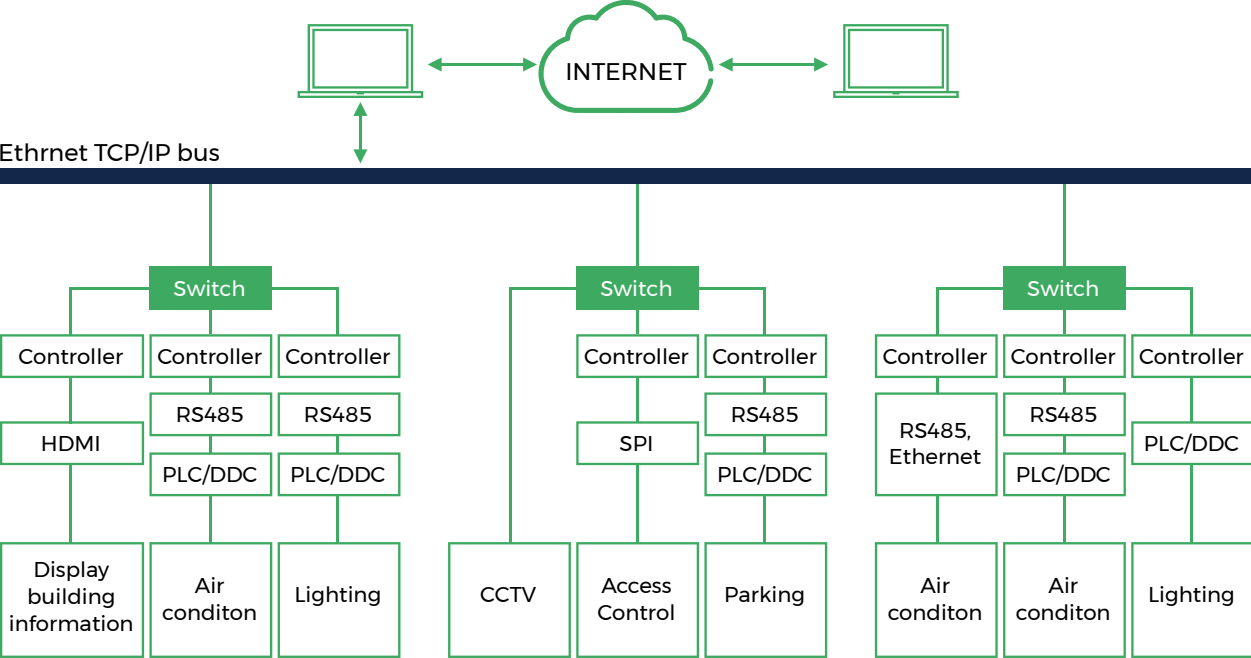 INTERNET
Ethrnet TCP/IP bus
Switch
Switch
Switch
Controller
Controller
Controller
Controller
Controller
Controller
Controller
Controller
RS485
RS485
RS485
RS485,
Ethernet
RS485
HDMI
SPI
PLC/DDC
PLC/DDC
PLC/DDC
PLC/DDC
PLC/DDC
Display
building
information
Air
conditon
Lighting
CCTV
Access
Control
Parking
Air
conditon
Air
conditon
Lighting